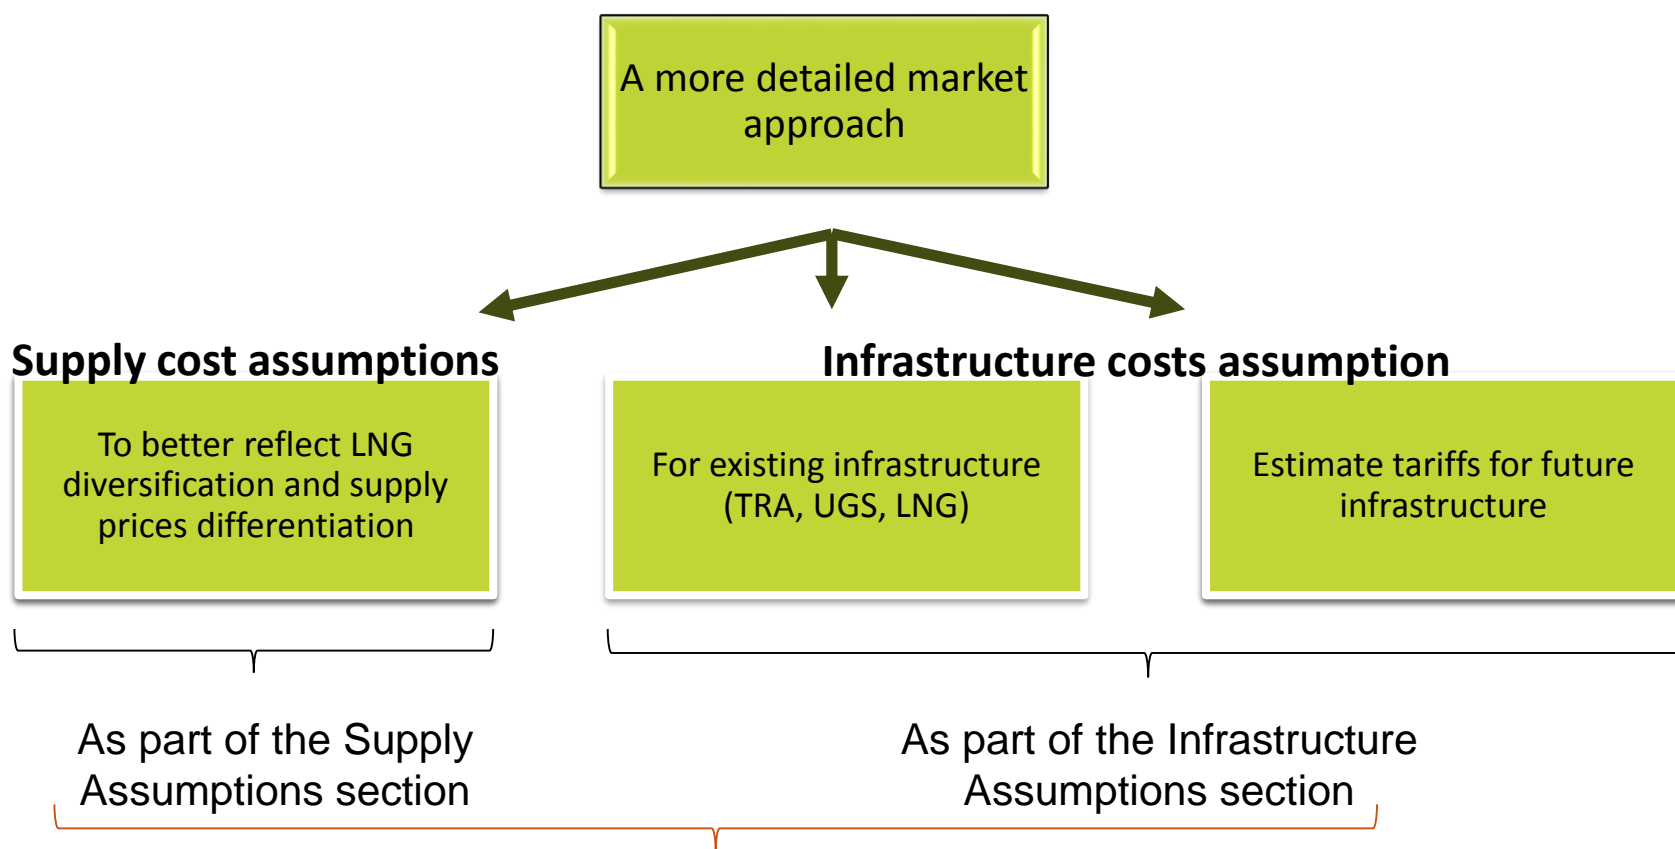 A more detailed market
approach
Supply cost assumptions
Infrastructure costs assumption
To better reflect LNG
diversification and supply
prices differentiation
For existing infrastructure
(TRA, UGS, LNG)
Estimate tariffs for future
infrastructure
As part of the Supply
Assumptions section
As part of the Infrastructure
Assumptions section